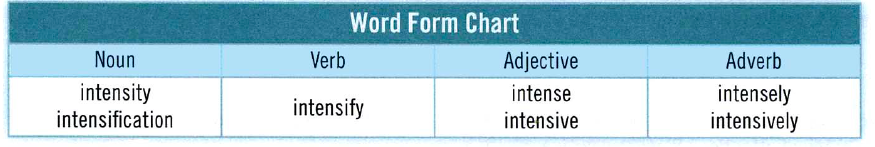 Word Form Chart
Noun Verb Adjective Adverb
intensity intense intensely
intensification intensify intensive intensively